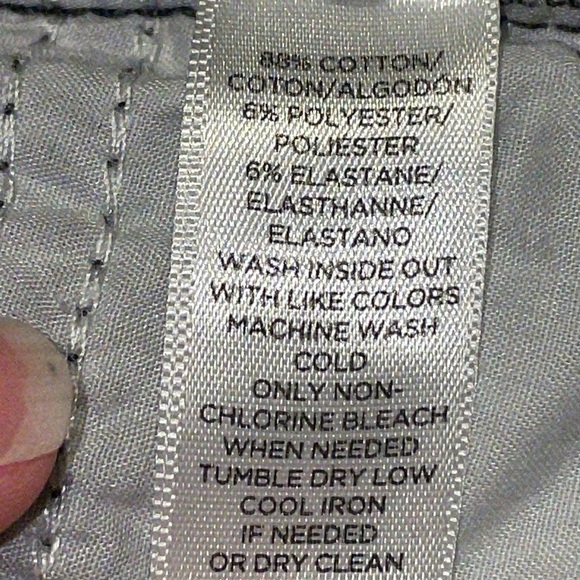 88% COTTON/
COTON/ALGODÓN
6% POLYESTER/
POLIESTER
6% ELASTANE/
ELASTHANNE/
ELASTANO
WASH INSIDE OUT
WITH LIKE COLORS
MACHINE WASH
COLD
ONLY NON-
CHLORINE BLEACH
WHEN NEEDED
TUMBLE DRY LOW
COOL IRON
IF NEEDED
OR DRY CLEAN